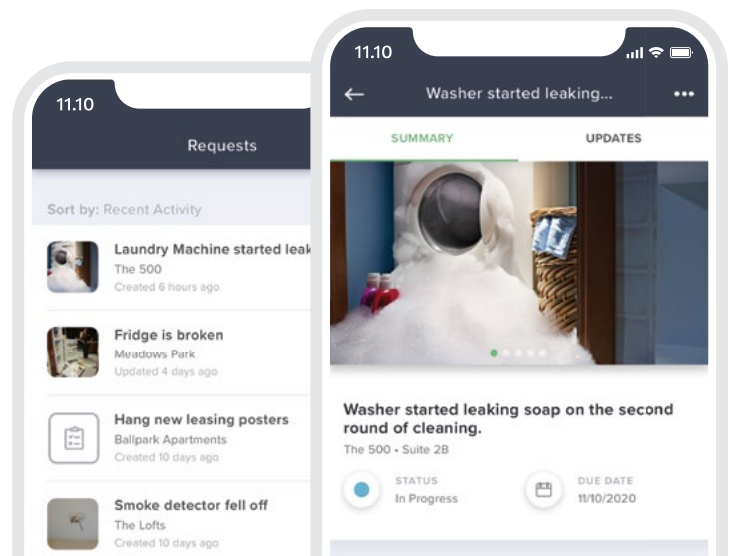 11.10
Requests
Sort by: Recent Activity
Laundry Machine started leak
The 500
Created 6 hours ago
Fridge is broken
Meadows Park
Updated 4 days ago
Hang new leasing posters
Ballpark Apartments
Created 10 days ago
Smoke detector fell off
The Lofts
Created 10 days ago
11.10
Washer started leaking...
SUMMARY UPDATES
Washer started leaking soap on the second
round of cleaning.
The 500 • Suite 2B
STATUS DUE DATE
In Progress 11/10/2020